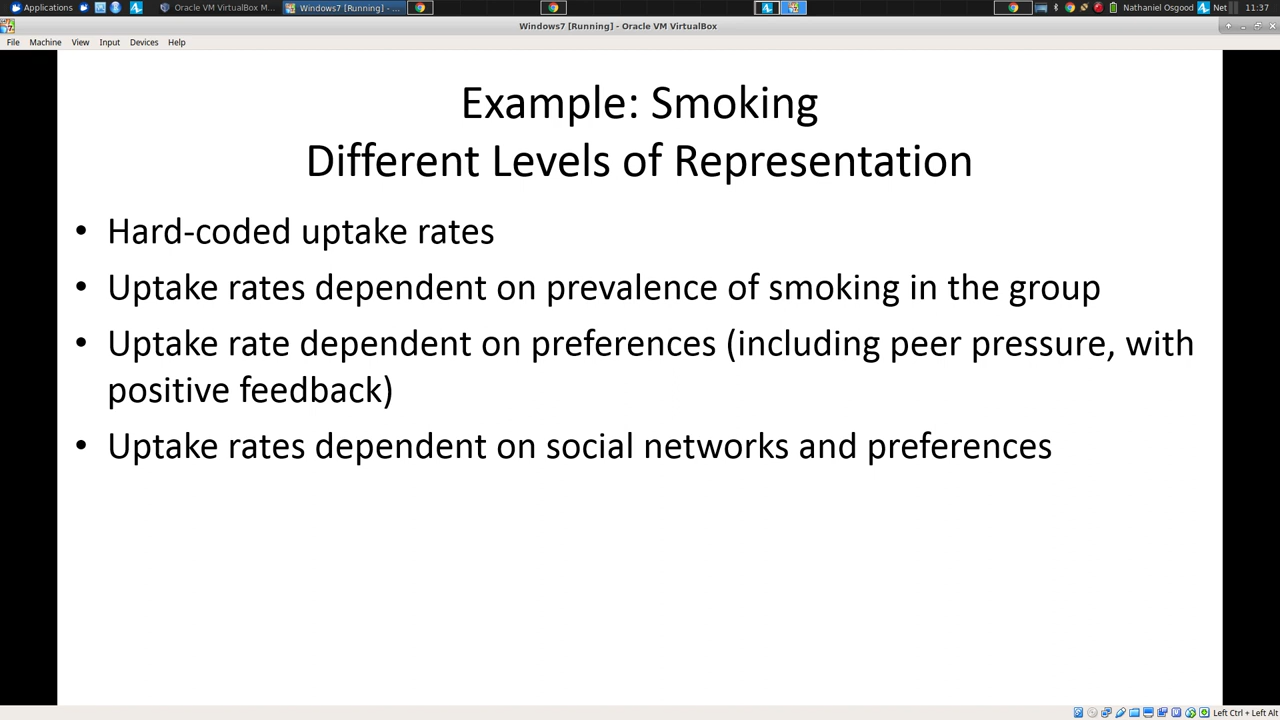 Applications
Oracle VM VirtualBox M...
Windows7 [Running] - ...
Nathaniel Osgood
Net
11:37
Windows7 [Running] - Oracle VM VirtualBox
File Machine View Input Devices Help
Example: Smoking
Different Levels of Representation
• Hard-coded uptake rates
• Uptake rates dependent on prevalence of smoking in the group
• Uptake rate dependent on preferences (including peer pressure, with
positive feedback)
• Uptake rates dependent on social networks and preferences
Left Ctrl + Left Alt